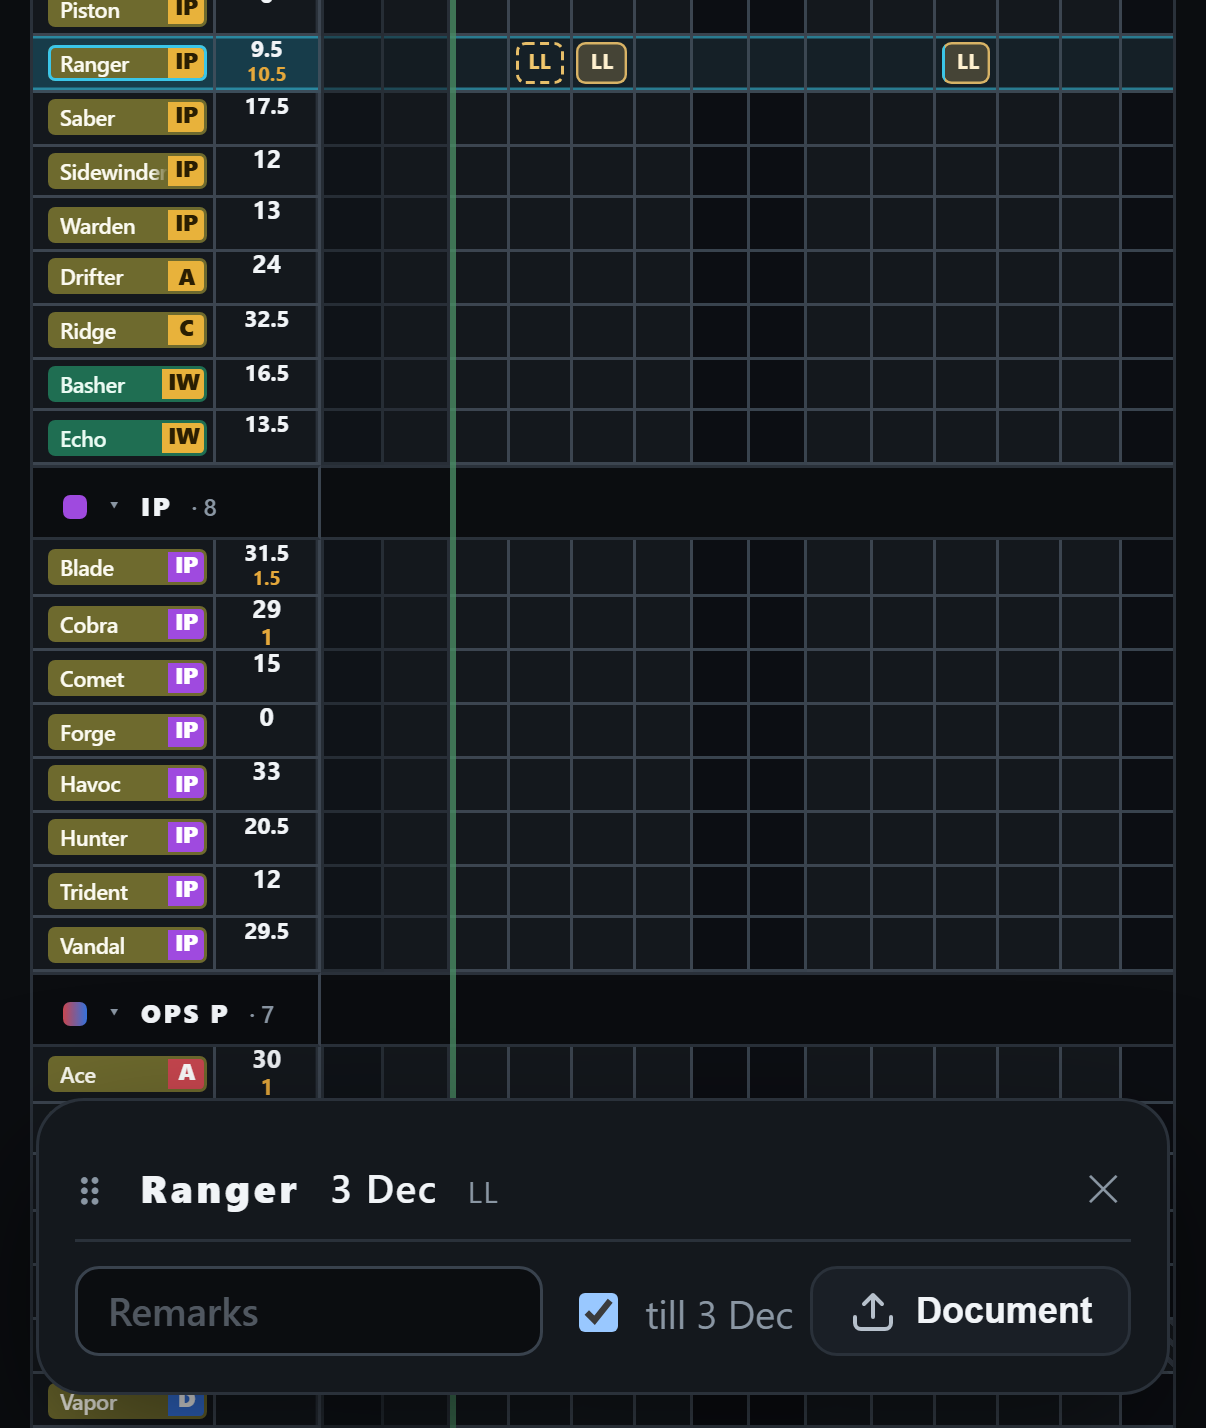 Piston IP
Ranger IP 9.5 LL LL LL
10.5
Saber IP 17.5
Sidewinder IP 12
Warden IP 13
Drifter A 24
Ridge C 32.5
Basher IW 16.5
Echo IW 13.5
IP · 8
Blade IP 31.5
1.5
Cobra IP 29
1
Comet IP 15
Forge IP 0
Havoc IP 33
Hunter IP 20.5
Trident IP 12
Vandal IP 29.5
OPS P · 7
Ace A 30
1
Ranger 3 Dec LL
Remarks till 3 Dec Document
Vapor D